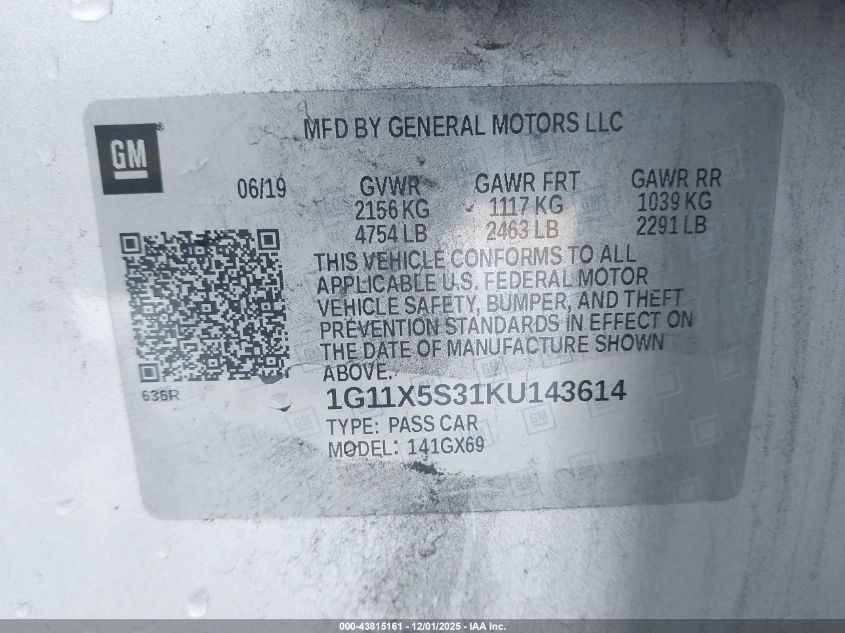 MFD BY GENERAL MOTORS LLC
GM ®
06/19 GVWR GAWR FRT GAWR RR
2156 KG 1117 KG 1039 KG
4754 LB 2463 LB 2291 LB
THIS VEHICLE CONFORMS TO ALL
APPLICABLE U.S. FEDERAL MOTOR
VEHICLE SAFETY, BUMPER, AND THEFT
PREVENTION STANDARDS IN EFFECT ON
THE DATE OF MANUFACTURE SHOWN
ABOVE.
636R
1G11X5S31KU143614
TYPE: PASS CAR
MODEL: 141GX69
000-43815161 - 12/01/2025 - IAA Inc.